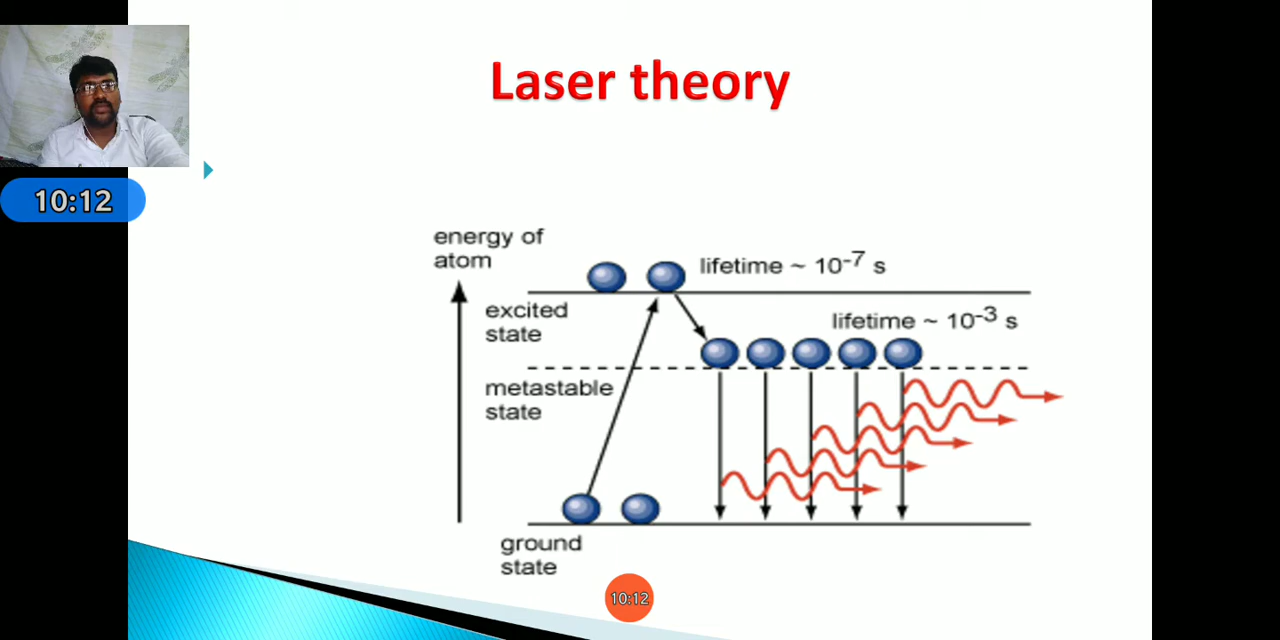 Laser theory
10:12
energy of
atom
lifetime ~ 10⁻⁷ s
excited
state
lifetime ~ 10⁻³ s
metastable
state
ground
state
10:12